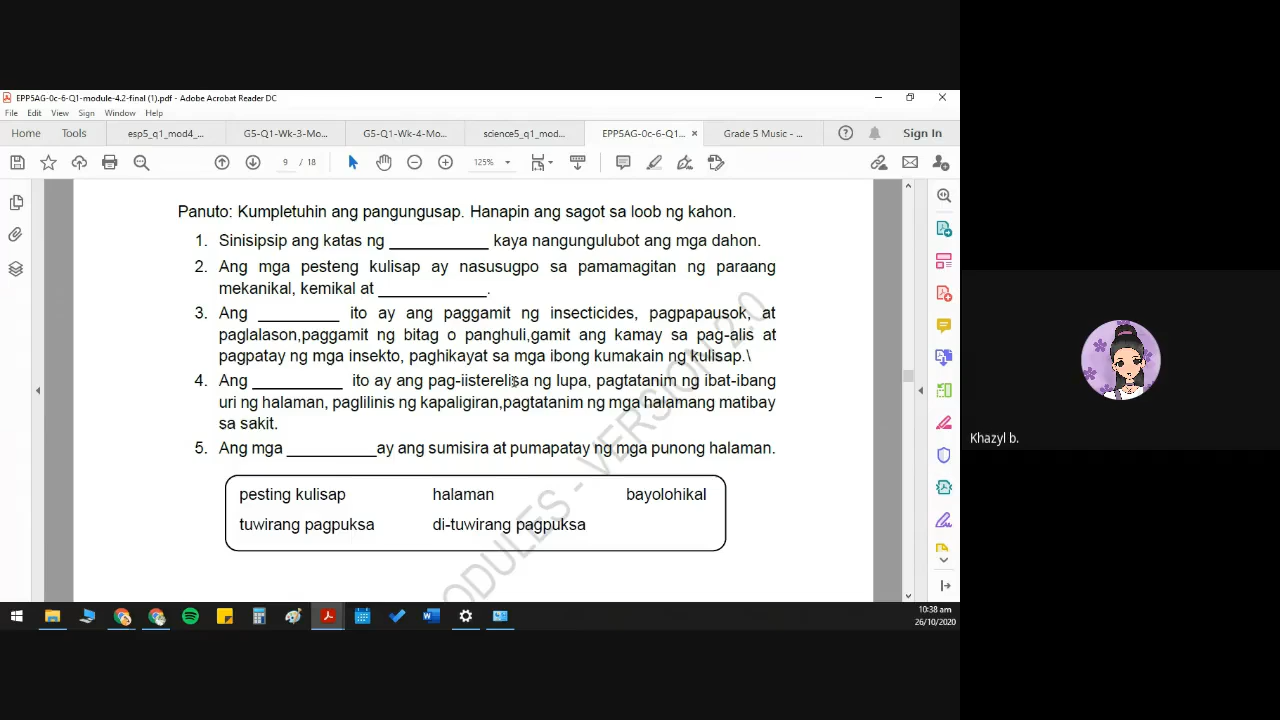 EPP5AG-0c-6-Q1-module-4.2-final (1).pdf - Adobe Acrobat Reader DC
File Edit View Sign Window Help
Home Tools esp5_q1_mod4_... G5-Q1-Wk-3-Mo... G5-Q1-Wk-4-Mo... science5_q1_mod... EPP5AG-0c-6-Q1... × Grade 5 Music - ... Sign In
9 / 18 125%
Panuto: Kumpletuhin ang pangungusap. Hanapin ang sagot sa loob ng kahon.
1. Sinisipsip ang katas ng ___________ kaya nangungulubot ang mga dahon.
2. Ang mga pesteng kulisap ay nasusugpo sa pamamagitan ng paraang
mekanikal, kemikal at ____________.
3. Ang _________ ito ay ang paggamit ng insecticides, pagpapausok, at
paglalason,paggamit ng bitag o panghuli,gamit ang kamay sa pag-alis at
pagpatay ng mga insekto, paghikayat sa mga ibong kumakain ng kulisap.\
4. Ang __________ ito ay ang pag-iisterelisa ng lupa, pagtatanim ng ibat-ibang
uri ng halaman, paglilinis ng kapaligiran,pagtatanim ng mga halamang matibay
sa sakit.
5. Ang mga __________ay ang sumisira at pumapatay ng mga punong halaman.
pesting kulisap halaman bayolohikal
tuwirang pagpuksa di-tuwirang pagpuksa
ODULES - VERSION 2.0
10:38 am
26/10/2020
Khazyl b.